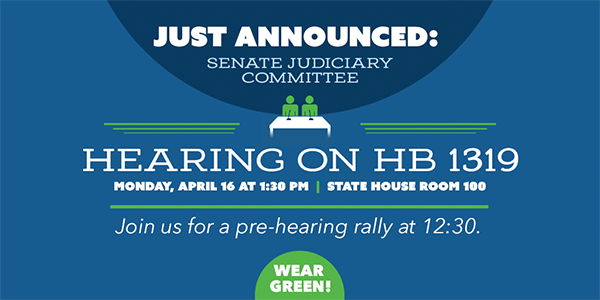 JUST ANNOUNCED:
SENATE JUDICIARY
COMMITTEE
HEARING ON HB 1319
MONDAY, APRIL 16 AT 1:30 PM | STATE HOUSE ROOM 100
Join us for a pre-hearing rally at 12:30.
WEAR
GREEN!